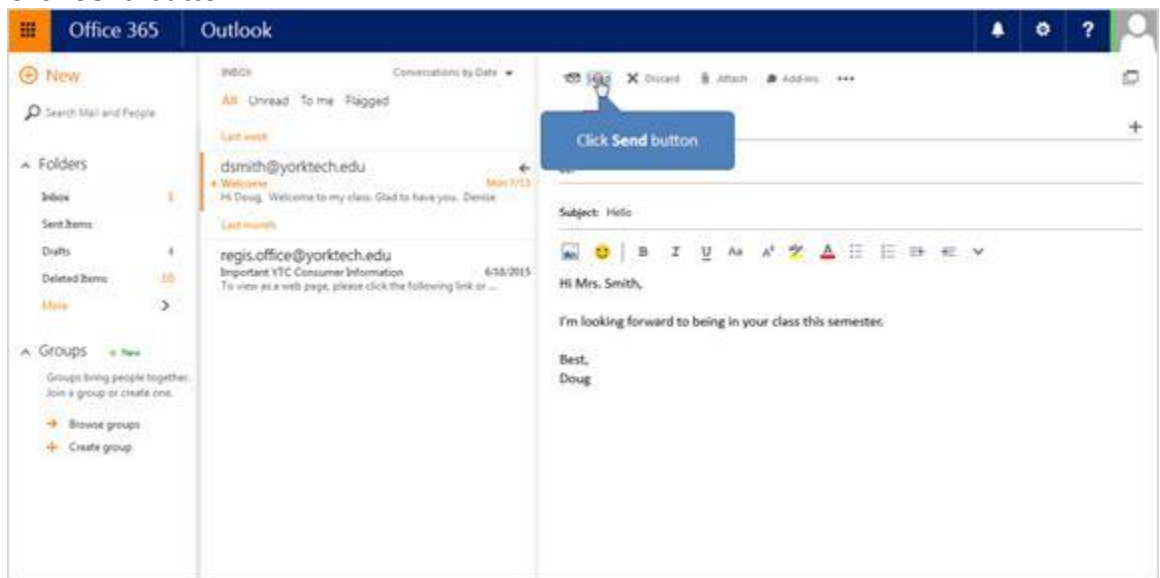 Office 365
Outlook
?
New
Search Mail and People
Folders
Inbox 1
Sent Items
Drafts 4
Deleted Items 10
More
Groups New
Groups bring people together.
Join a group or create one.
Browse groups
Create group
INBOX Conversations by Date
All Unread To me Flagged
Last week
dsmith@yorktech.edu
Welcome Mon 7/13
Hi Doug, Welcome to my class. Glad to have you. Denise
Last month
regis.office@yorktech.edu
Important YTC Consumer Information 6/18/2015
To view as a web page, please click the following link or ...
Send Discard Attach Add-ins
Click Send button
Subject: Hello
B I U Aa A A
Hi Mrs. Smith,
I'm looking forward to being in your class this semester.
Best,
Doug